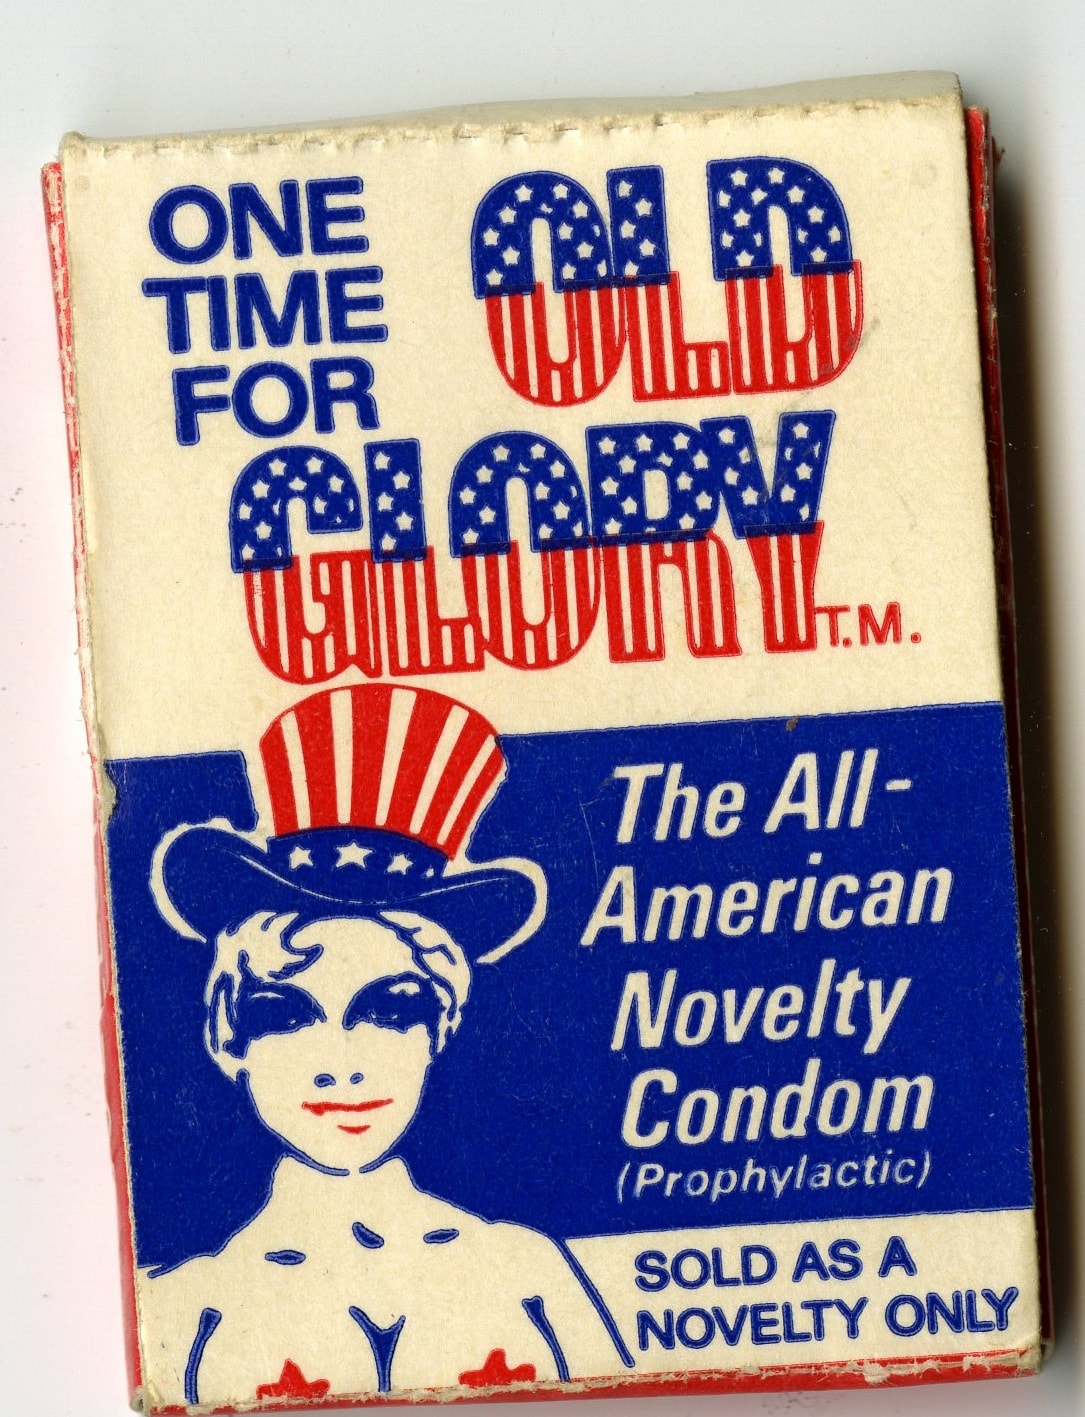 ONE
TIME
FOR
OLD
GLORY T.M.
The All-
American
Novelty
Condom
(Prophylactic)
SOLD AS A
NOVELTY ONLY